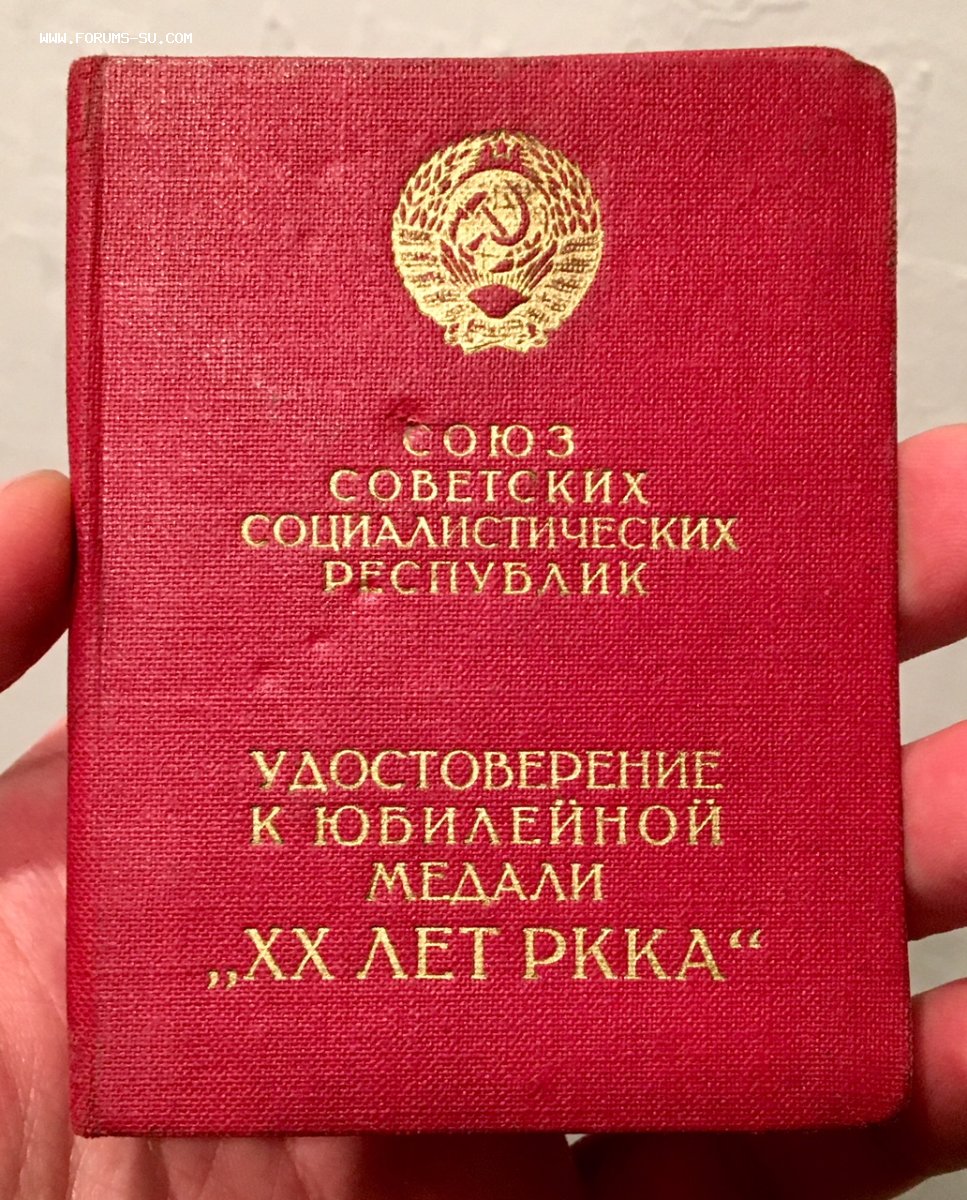 WWW.FORUMS-SU.COM
СОЮЗ
СОВЕТСКИХ
СОЦИАЛИСТИЧЕСКИХ
РЕСПУБЛИК
УДОСТОВЕРЕНИЕ
К ЮБИЛЕЙНОЙ
МЕДАЛИ
„XX ЛЕТ РККА“